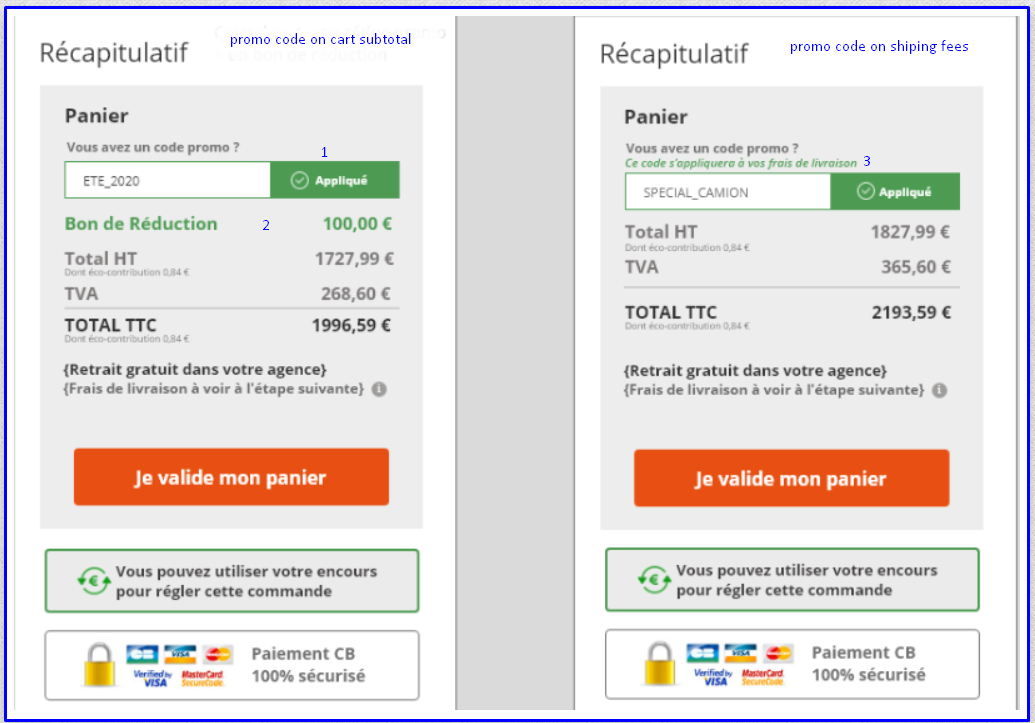 promo code on cart subtotal
Récapitulatif
Panier
Vous avez un code promo ?
1
ETE_2020
Appliqué
Bon de Réduction 2 100,00 €
Total HT 1727,99 €
Dont éco-contribution 0,84 €
TVA 268,60 €
TOTAL TTC 1996,59 €
Dont éco-contribution 0,84 €
{Retrait gratuit dans votre agence}
{Frais de livraison à voir à l'étape suivante} i
Je valide mon panier
€ Vous pouvez utiliser votre encours
pour régler cette commande
CB VISA MasterCard
Verified by VISA
MasterCard. SecureCode.
Paiement CB
100% sécurisé
promo code on shiping fees
Récapitulatif
Panier
Vous avez un code promo ?
Ce code s'appliquera à vos frais de livraison 3
SPECIAL_CAMION
Appliqué
Total HT 1827,99 €
Dont éco-contribution 0,84 €
TVA 365,60 €
TOTAL TTC 2193,59 €
Dont éco-contribution 0,84 €
{Retrait gratuit dans votre agence}
{Frais de livraison à voir à l'étape suivante} i
Je valide mon panier
€ Vous pouvez utiliser votre encours
pour régler cette commande
CB VISA MasterCard
Verified by VISA
MasterCard. SecureCode.
Paiement CB
100% sécurisé